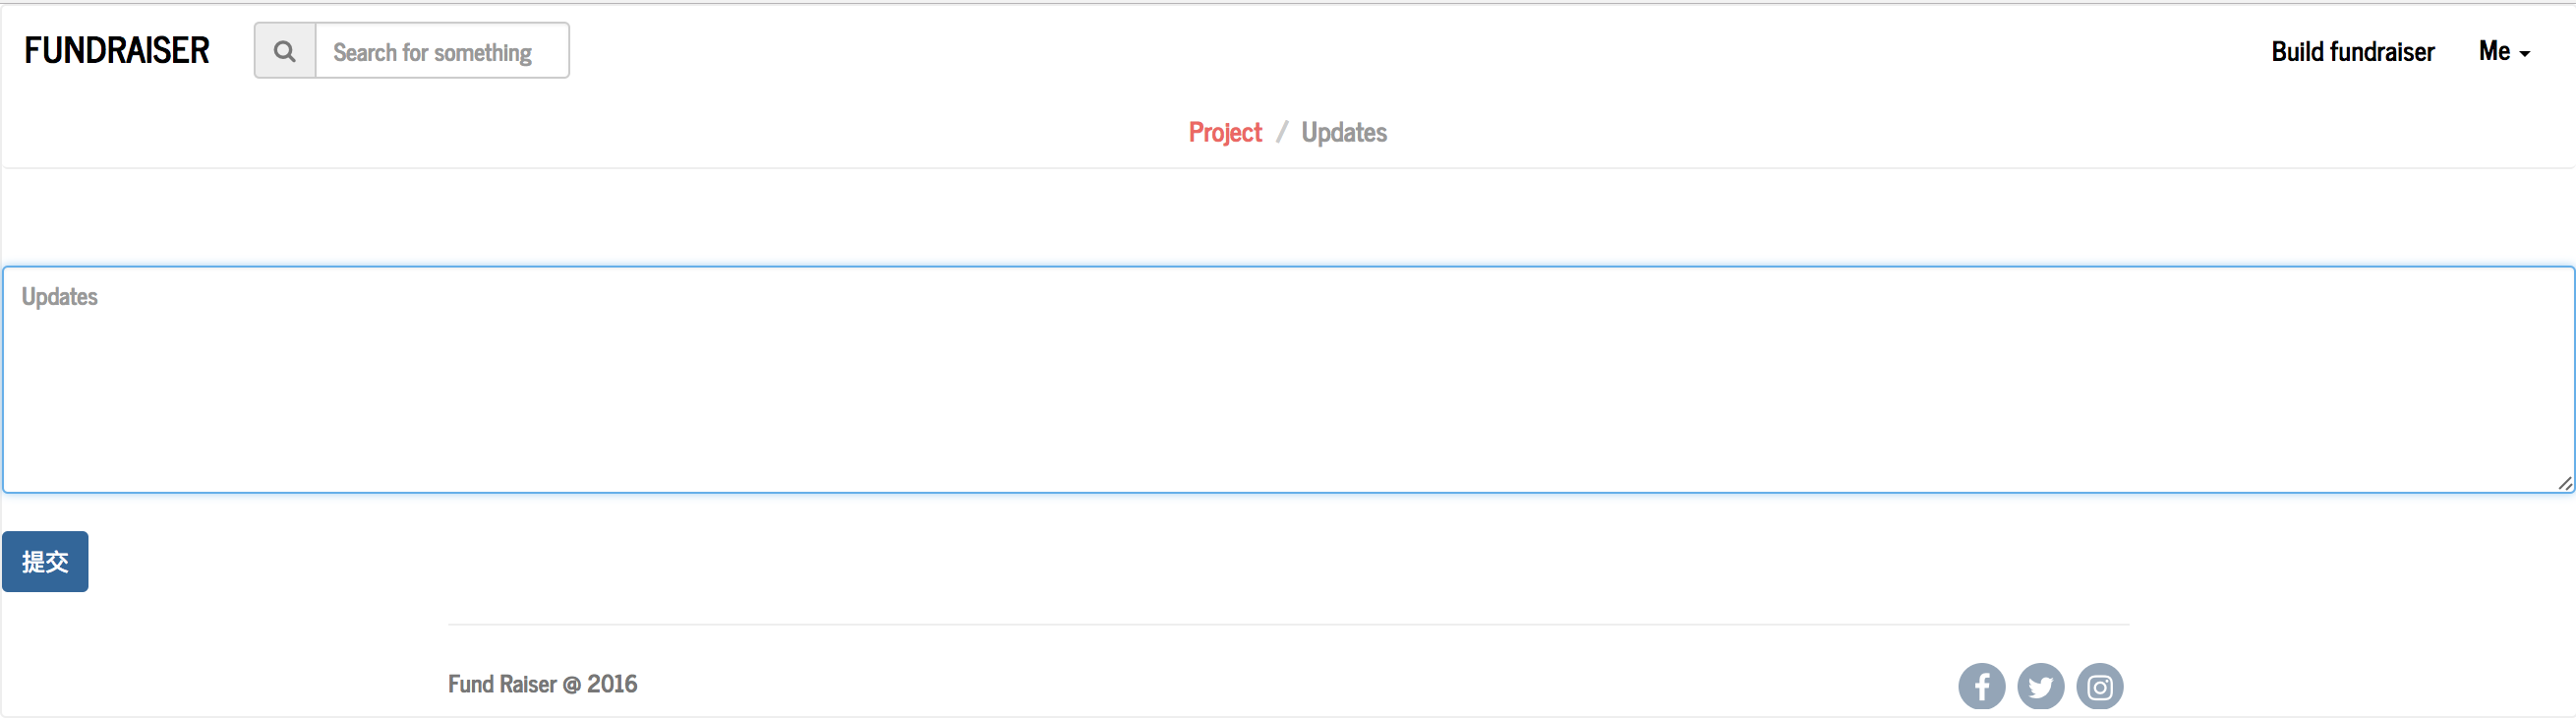 FUNDRAISER
Search for something
Build fundraiser
Me
Project / Updates
Updates
提交
Fund Raiser @ 2016